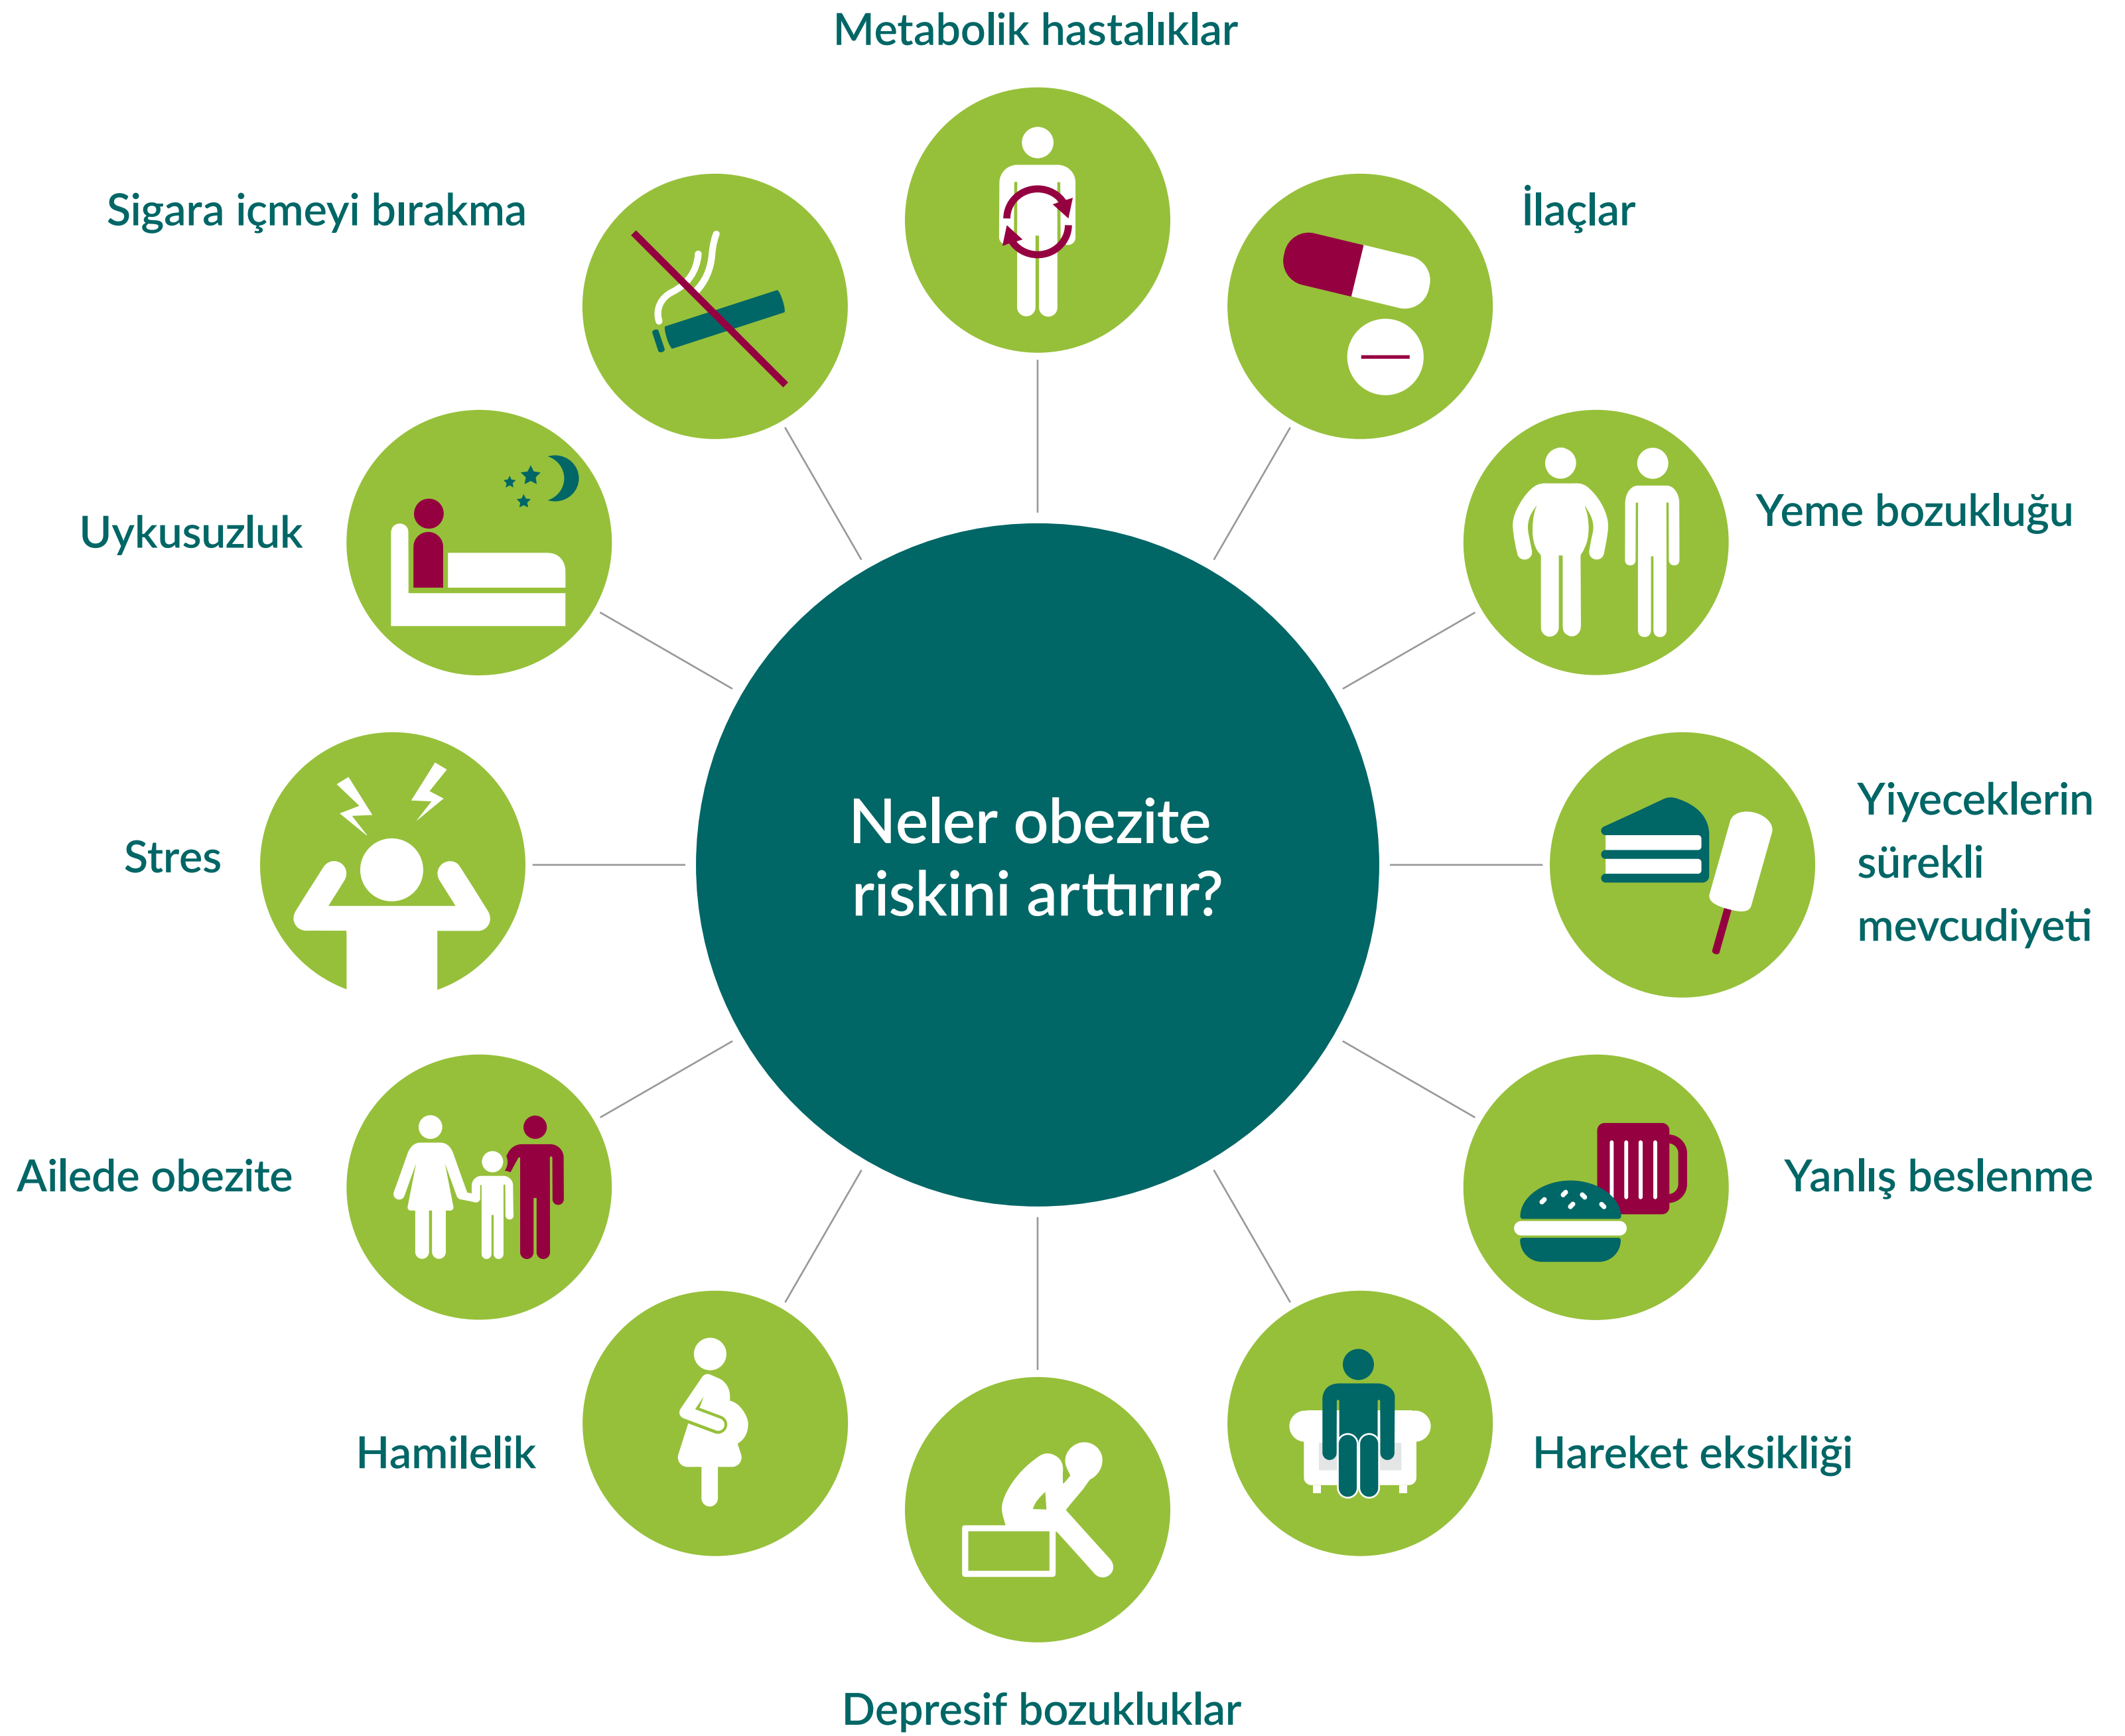 Metabolik hastalıklar
İlaçlar
Yeme bozukluğu
Yiyeceklerin
sürekli
mevcudiyeti
Yanlış beslenme
Hareket eksikliği
Depresif bozukluklar
Hamilelik
Ailede obezite
Stres
Uykusuzluk
Sigara içmeyi bırakma
Neler obezite
riskini arttırır?